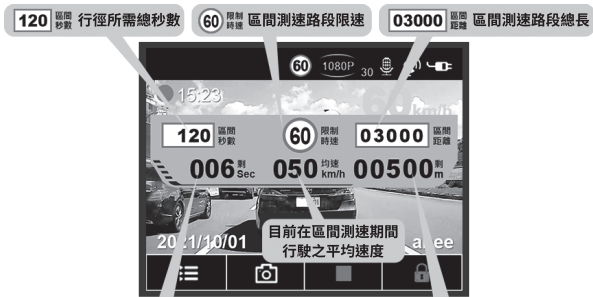 120 區間秒數 行徑所需總秒數
60 限制時速 區間測速路段限速
03000 區間距離 區間測速路段總長
60 1080P 30
15:23
120 區間秒數 60 限制時速 03000 區間距離
006 剩 Sec 050 均速 km/h 00500 剩 m
目前在區間測速期間
行駛之平均速度